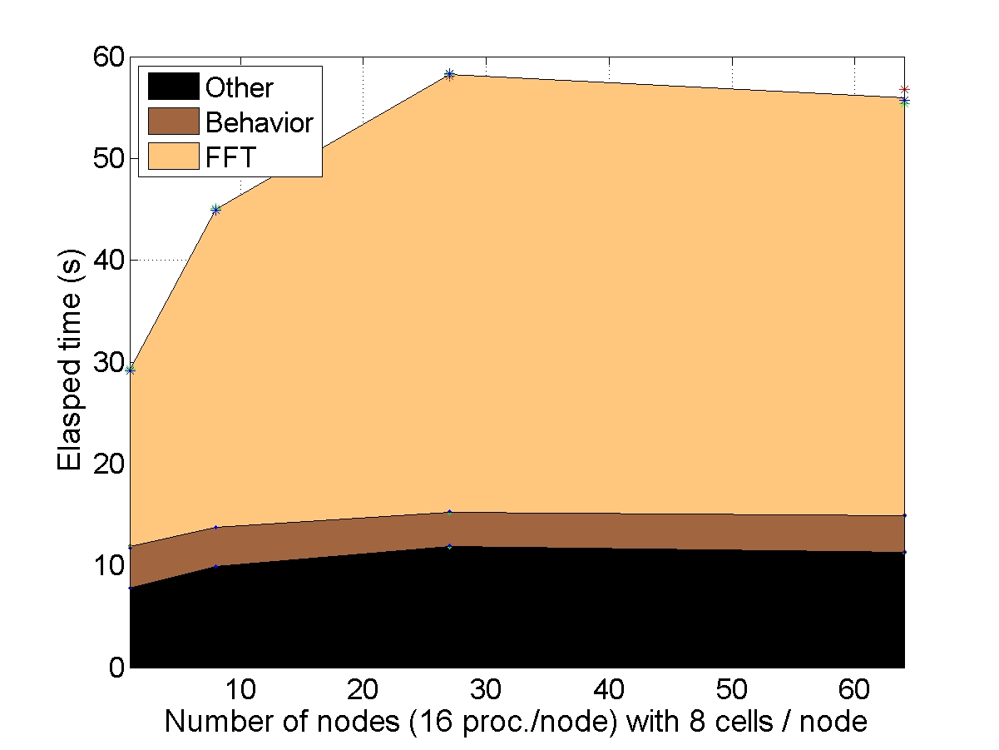 60
50
40
30
20
10
0
Other
Behavior
FFT
Elasped time (s)
10 20 30 40 50 60
Number of nodes (16 proc./node) with 8 cells / node